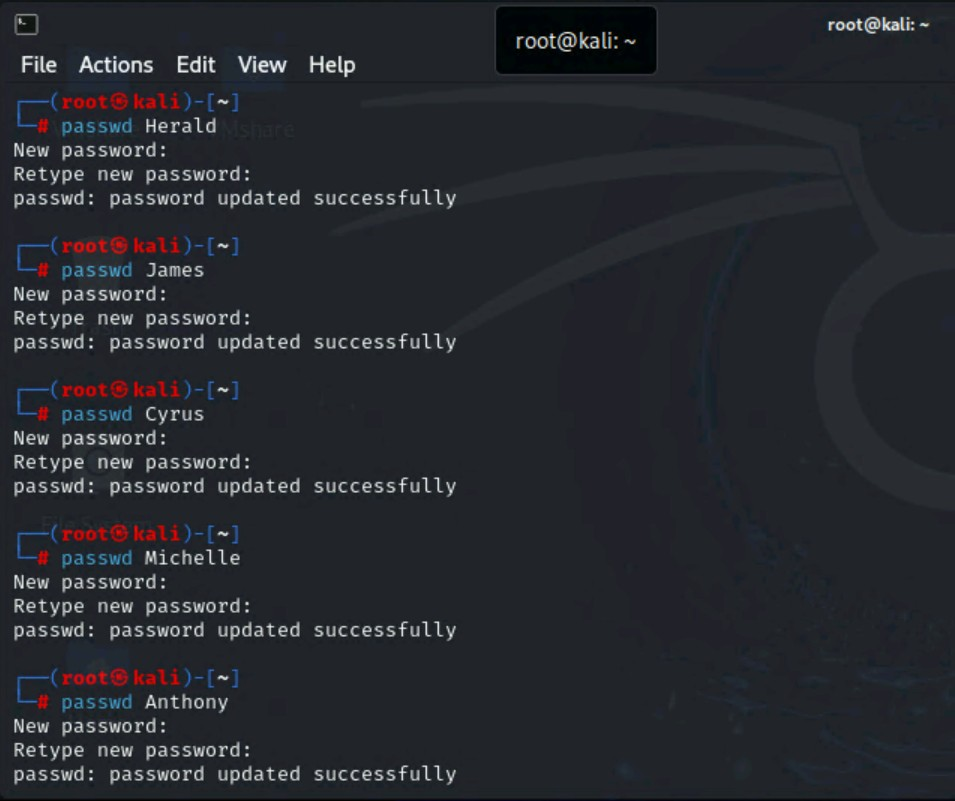 root@kali: ~
root@kali: ~
File Actions Edit View Help
┌──(root㉿kali)-[~]
└─# passwd Herald
New password:
Retype new password:
passwd: password updated successfully
┌──(root㉿kali)-[~]
└─# passwd James
New password:
Retype new password:
passwd: password updated successfully
┌──(root㉿kali)-[~]
└─# passwd Cyrus
New password:
Retype new password:
passwd: password updated successfully
┌──(root㉿kali)-[~]
└─# passwd Michelle
New password:
Retype new password:
passwd: password updated successfully
┌──(root㉿kali)-[~]
└─# passwd Anthony
New password:
Retype new password:
passwd: password updated successfully